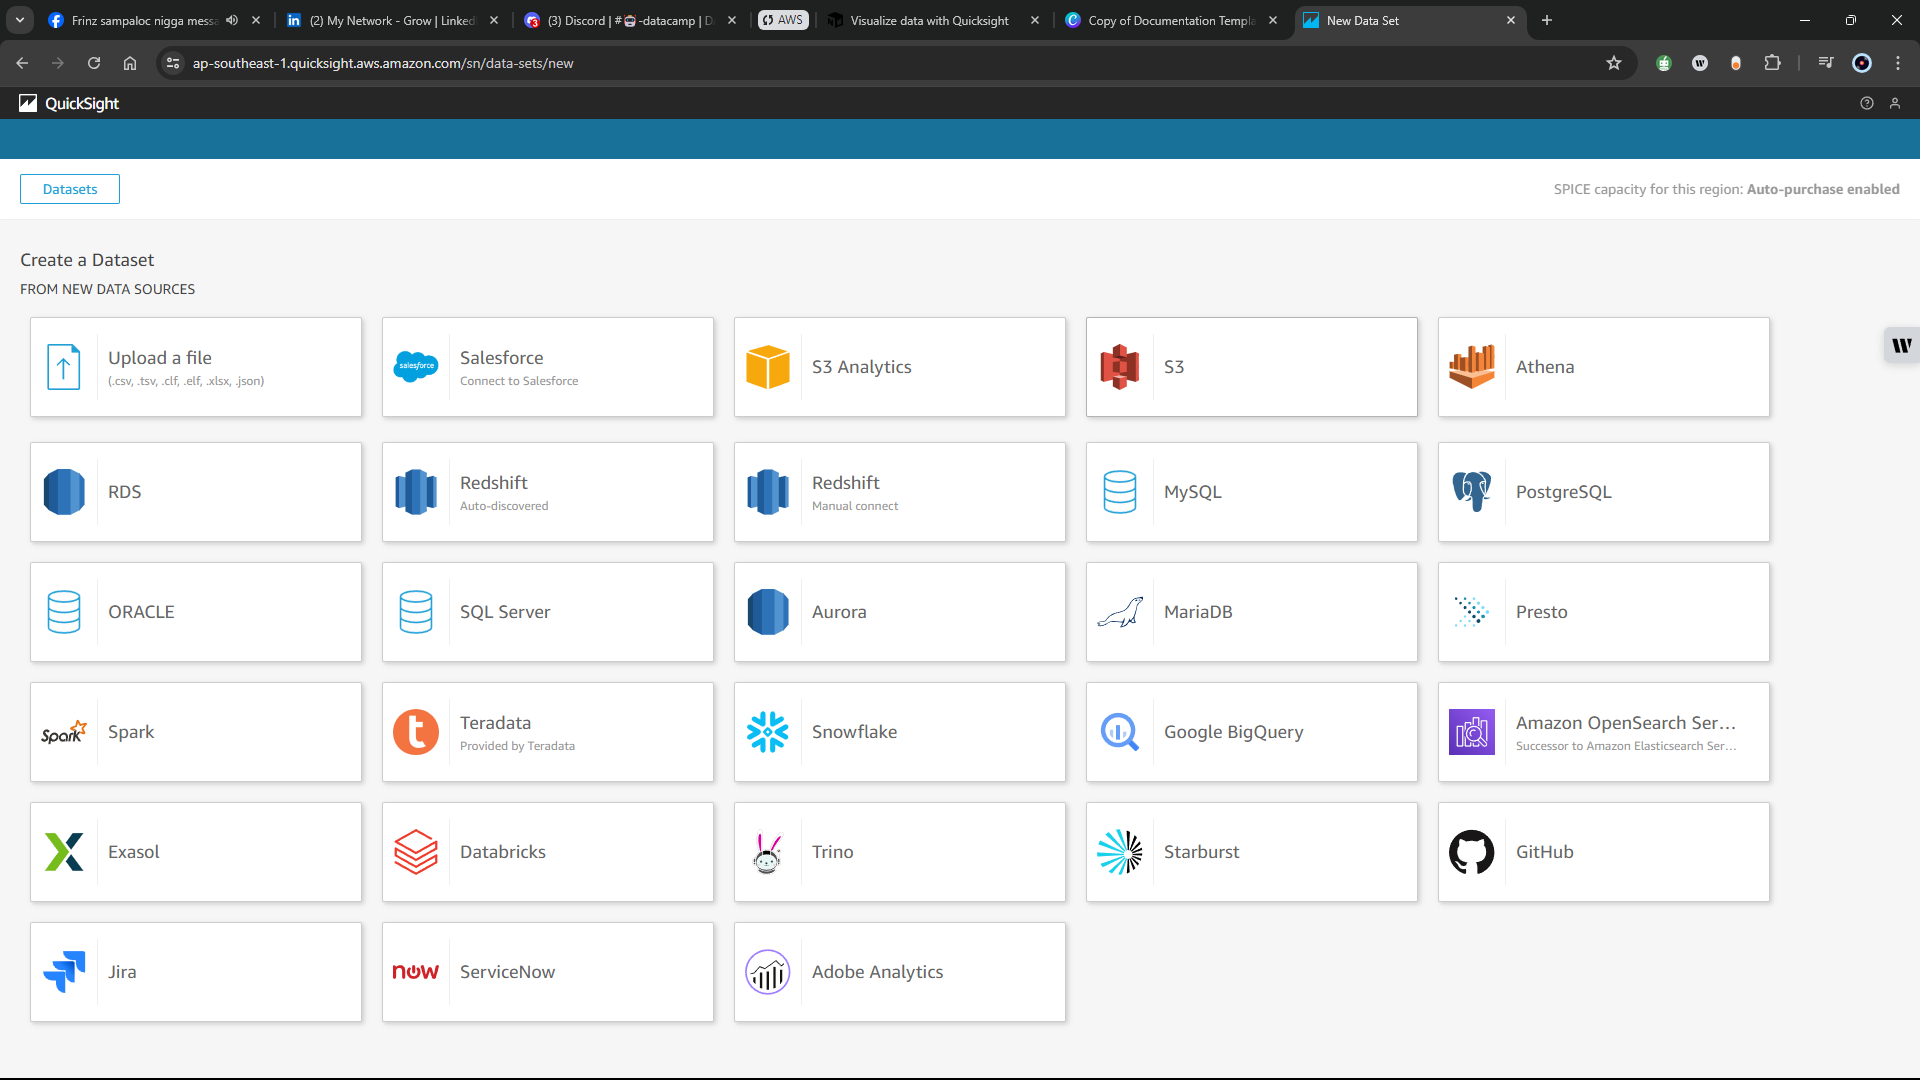 Frinz sampaloc nigga messa
(2) My Network - Grow | Linked
(3) Discord | #-datacamp | D
AWS
Visualize data with Quicksight
Copy of Documentation Templa
New Data Set
ap-southeast-1.quicksight.aws.amazon.com/sn/data-sets/new
QuickSight
Datasets
SPICE capacity for this region: Auto-purchase enabled
Create a Dataset
FROM NEW DATA SOURCES
Upload a file
(.csv, .tsv, .clf, .elf, .xlsx, .json)
salesforce
Salesforce
Connect to Salesforce
S3 Analytics
S3
Athena
RDS
Redshift
Auto-discovered
Redshift
Manual connect
MySQL
PostgreSQL
ORACLE
SQL Server
Aurora
MariaDB
Presto
Spark
Spark
Teradata
Provided by Teradata
Snowflake
Google BigQuery
Amazon OpenSearch Ser...
Successor to Amazon Elasticsearch Ser...
Exasol
Databricks
Trino
Starburst
GitHub
Jira
now
ServiceNow
Adobe Analytics